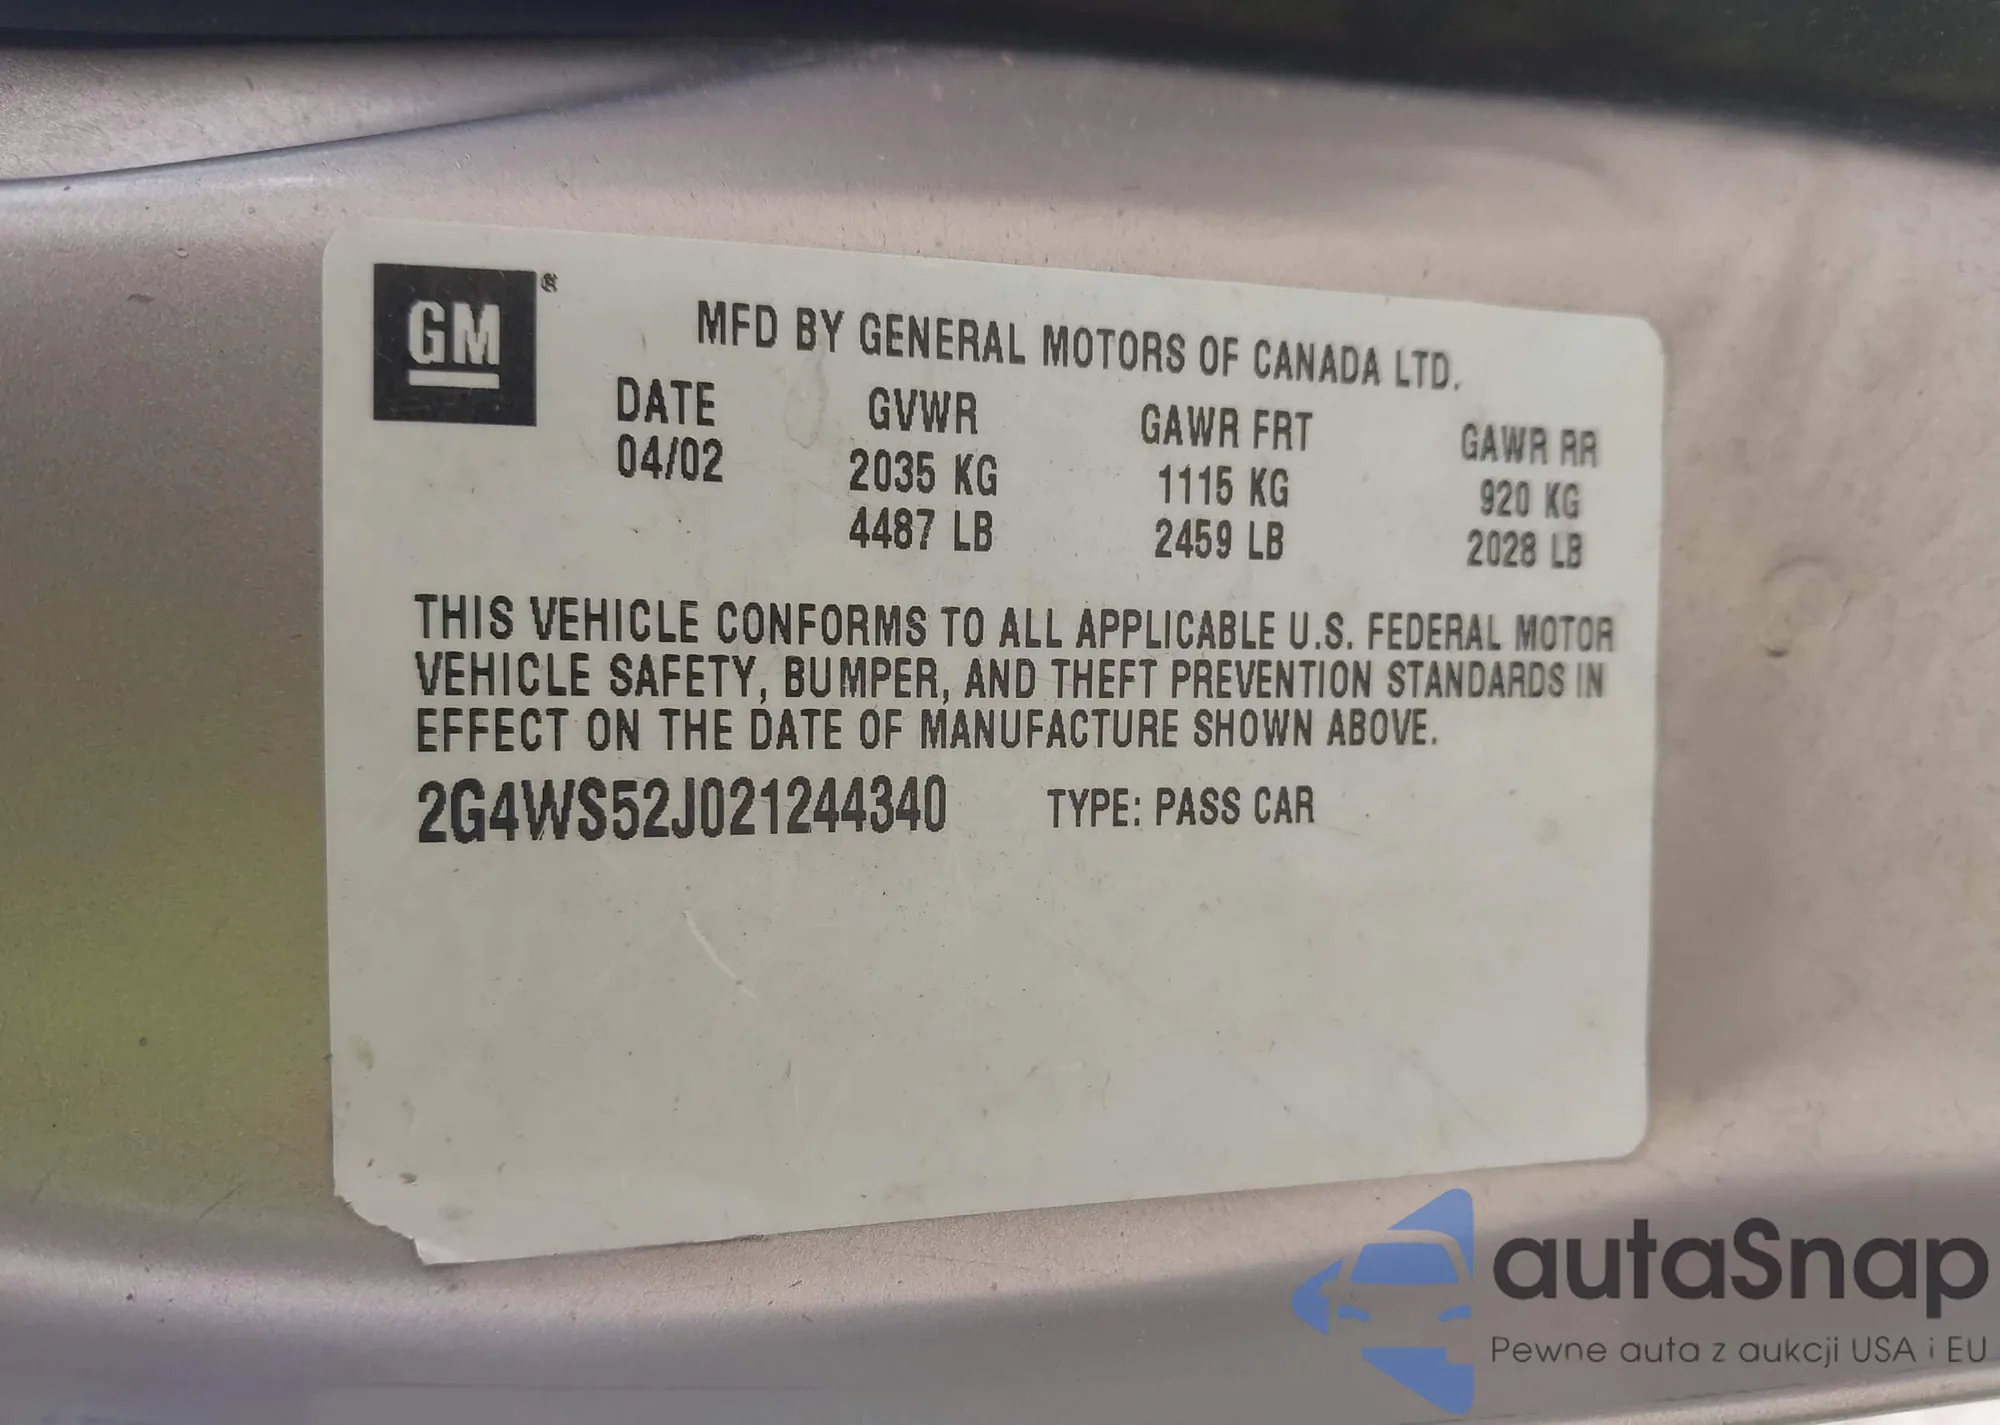 GM®
MFD BY GENERAL MOTORS OF CANADA LTD.
DATE GVWR GAWR FRT GAWR RR
04/02 2035 KG 1115 KG 920 KG
4487 LB 2459 LB 2028 LB
THIS VEHICLE CONFORMS TO ALL APPLICABLE U.S. FEDERAL MOTOR
VEHICLE SAFETY, BUMPER, AND THEFT PREVENTION STANDARDS IN
EFFECT ON THE DATE OF MANUFACTURE SHOWN ABOVE.
2G4WS52J021244340 TYPE: PASS CAR
autaSnap
Pewne auta z aukcji USA i EU